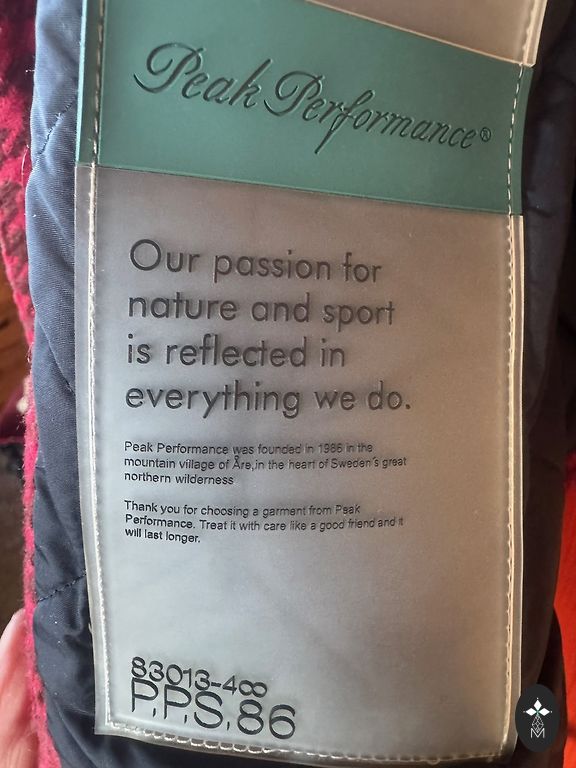 Peak Performance®
Our passion for
nature and sport
is reflected in
everything we do.
Peak Performance was founded in 1986 in the
mountain village of Åre,in the heart of Sweden's great
northern wilderness
Thank you for choosing a garment from Peak
Performance. Treat it with care like a good friend and it
will last longer.
83013-4∞
P.P.S.86
M